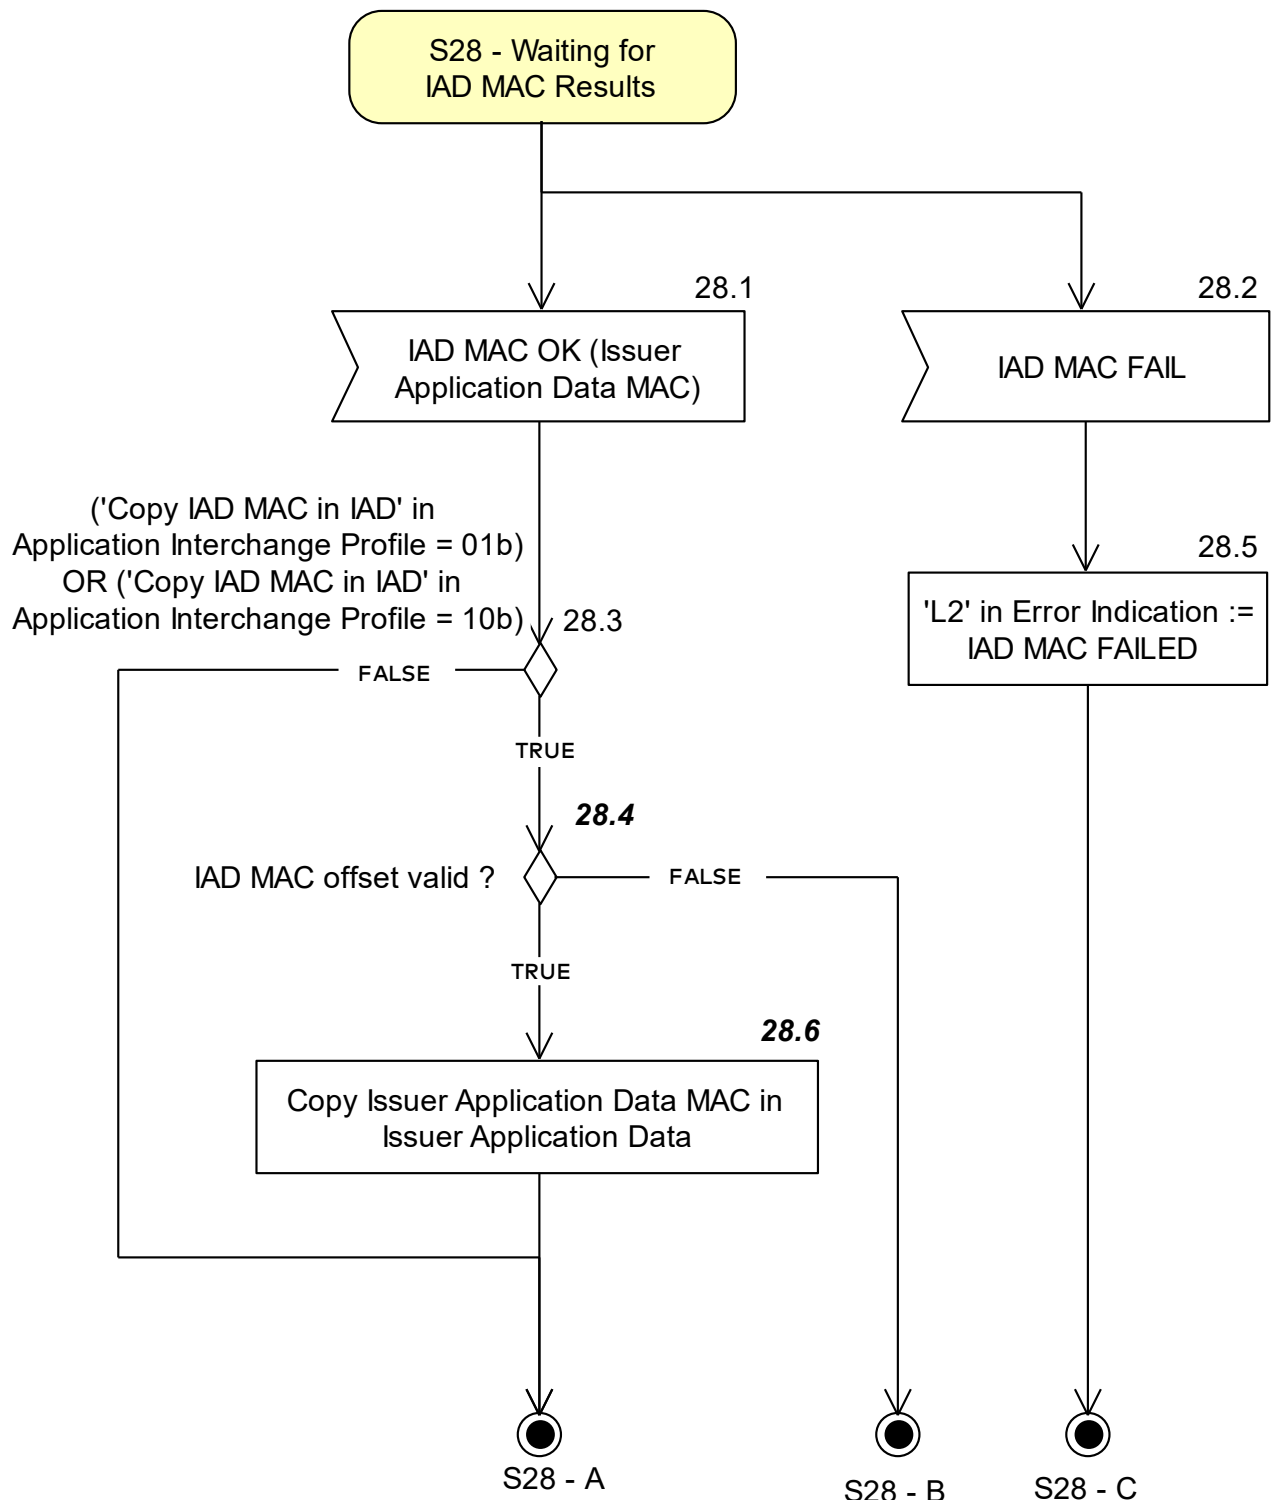 S28 - Waiting for
IAD MAC Results
28.1
28.2
IAD MAC OK (Issuer
Application Data MAC)
IAD MAC FAIL
('Copy IAD MAC in IAD' in
Application Interchange Profile = 01b)
OR ('Copy IAD MAC in IAD' in
Application Interchange Profile = 10b)
28.3
28.5
'L2' in Error Indication :=
IAD MAC FAILED
FALSE
TRUE
28.4
IAD MAC offset valid ?
FALSE
TRUE
28.6
Copy Issuer Application Data MAC in
Issuer Application Data
S28 - A
S28 - B
S28 - C